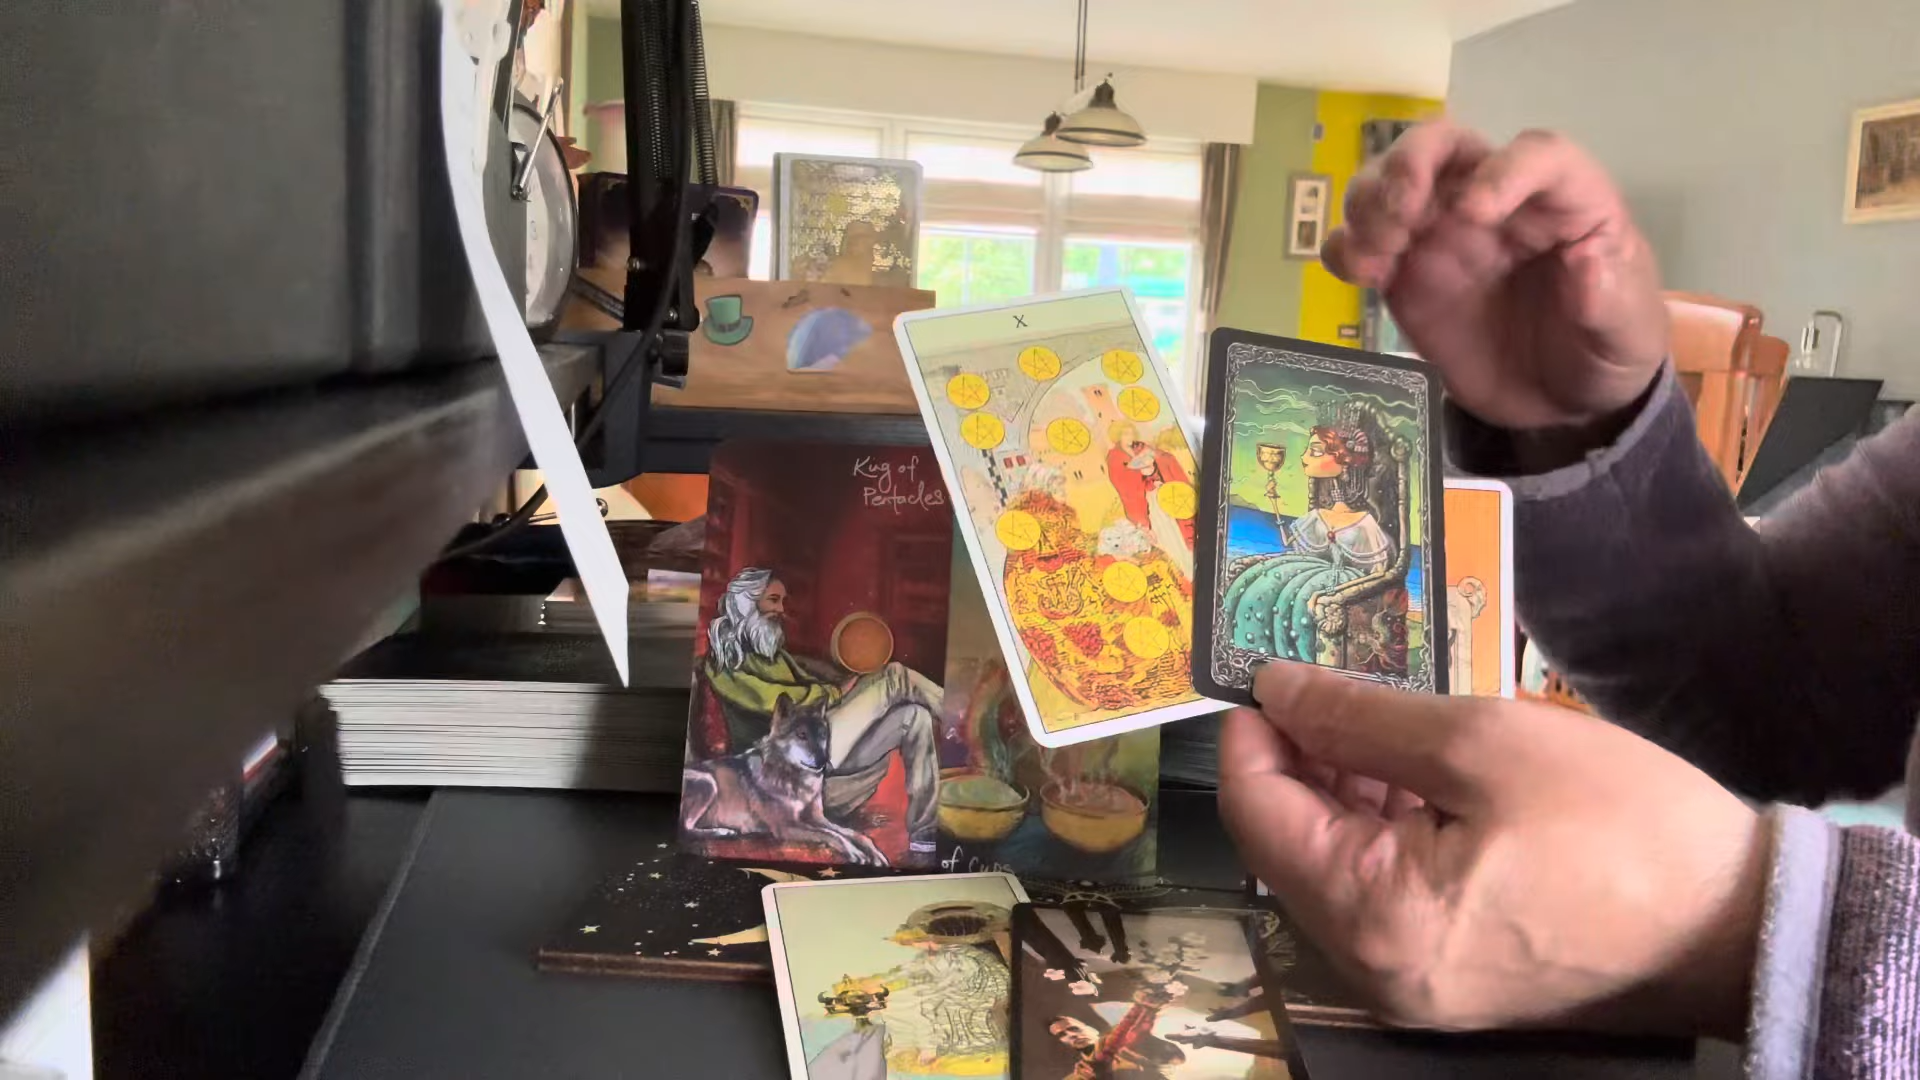 X
King of
Pentacles
of Cups